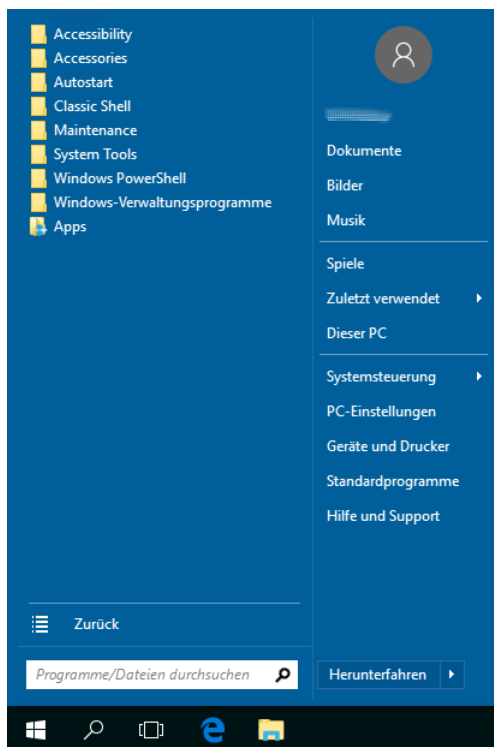 Accessibility
Accessories
Autostart
Classic Shell
Maintenance
System Tools
Windows PowerShell
Windows-Verwaltungsprogramme
Apps
Zurück
Programme/Dateien durchsuchen
Dokumente
Bilder
Musik
Spiele
Zuletzt verwendet
Dieser PC
Systemsteuerung
PC-Einstellungen
Geräte und Drucker
Standardprogramme
Hilfe und Support
Herunterfahren